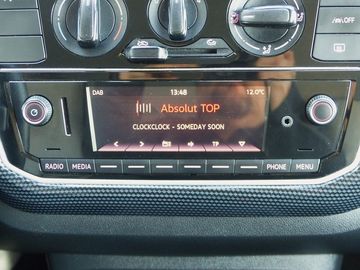 OFF
DAB 13:48 12.0°C
Absolut TOP
CLOCKCLOCK - SOMEDAY SOON
TP
RADIO MEDIA PHONE MENU